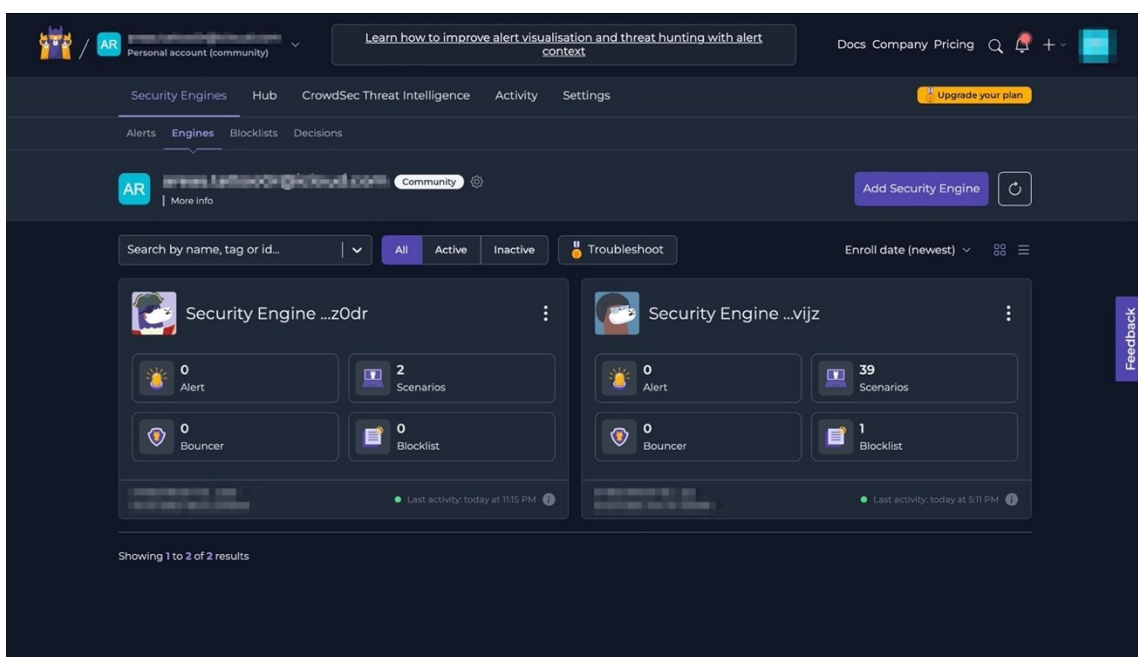 Learn how to improve alert visualisation and threat hunting with alert
context
/ AR Personal account (community)
Docs Company Pricing
Security Engines Hub CrowdSec Threat Intelligence Activity Settings
Upgrade your plan
Alerts Engines Blocklists Decisions
AR Community
| More info
Add Security Engine
Search by name, tag or id...
All Active Inactive
Troubleshoot
Enroll date (newest)
Security Engine ...z0dr
0
Alert
2
Scenarios
0
Bouncer
0
Blocklist
Last activity: today at 11:15 PM
Security Engine ...vijz
0
Alert
39
Scenarios
0
Bouncer
1
Blocklist
Last activity: today at 5:11 PM
Showing 1 to 2 of 2 results
Feedback